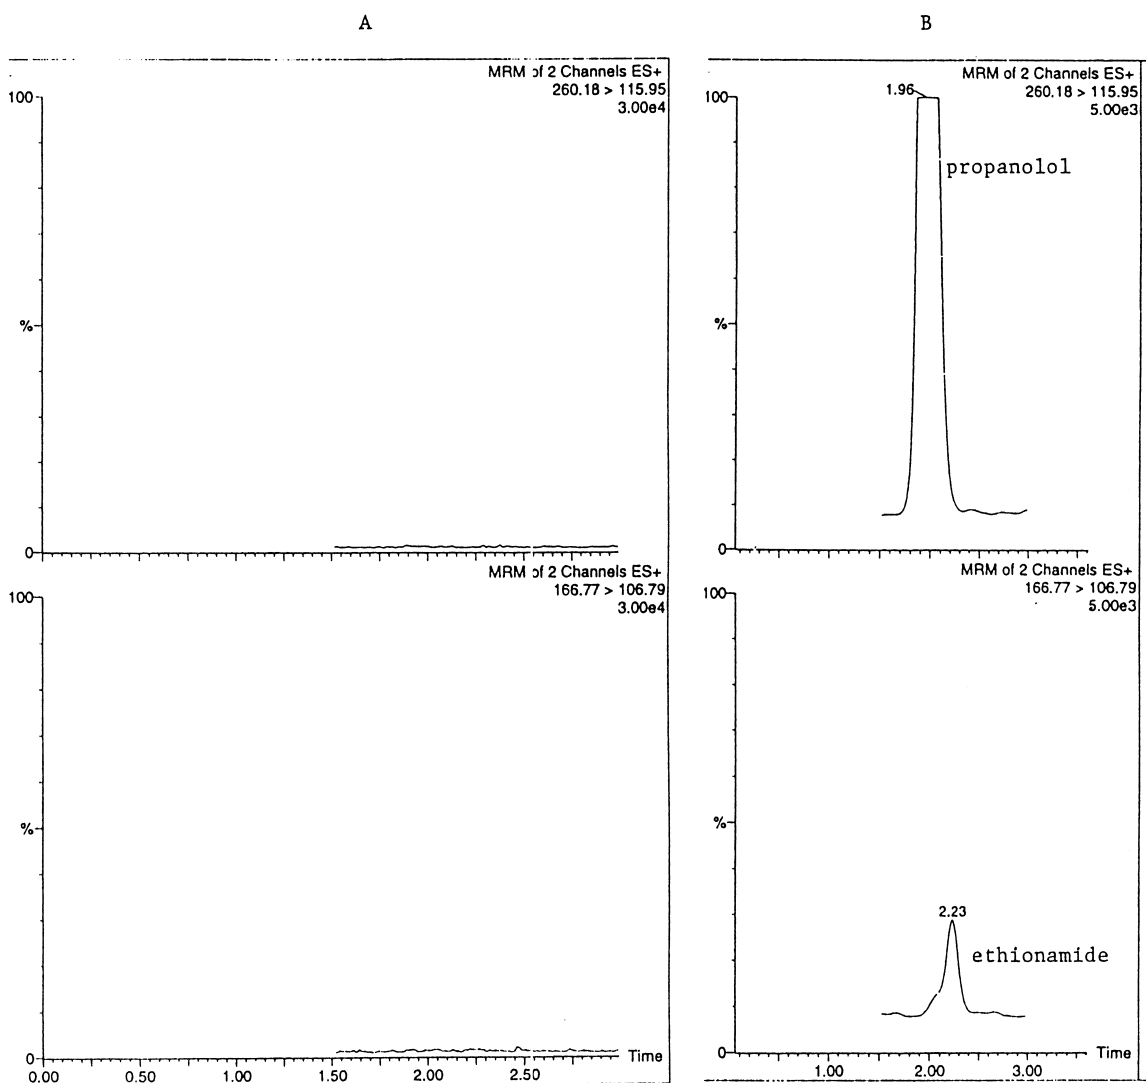 A
B
MRM of 2 Channels ES+
260.18 > 115.95
3.00e4
100
%
0
MRM of 2 Channels ES+
166.77 > 106.79
3.00e4
100
%
0
0.00 0.50 1.00 1.50 2.00 2.50
Time
MRM of 2 Channels ES+
260.18 > 115.95
5.00e3
100
1.96
propanolol
%
0
MRM of 2 Channels ES+
166.77 > 106.79
5.00e3
100
%
2.23
ethionamide
0
1.00 2.00 3.00
Time